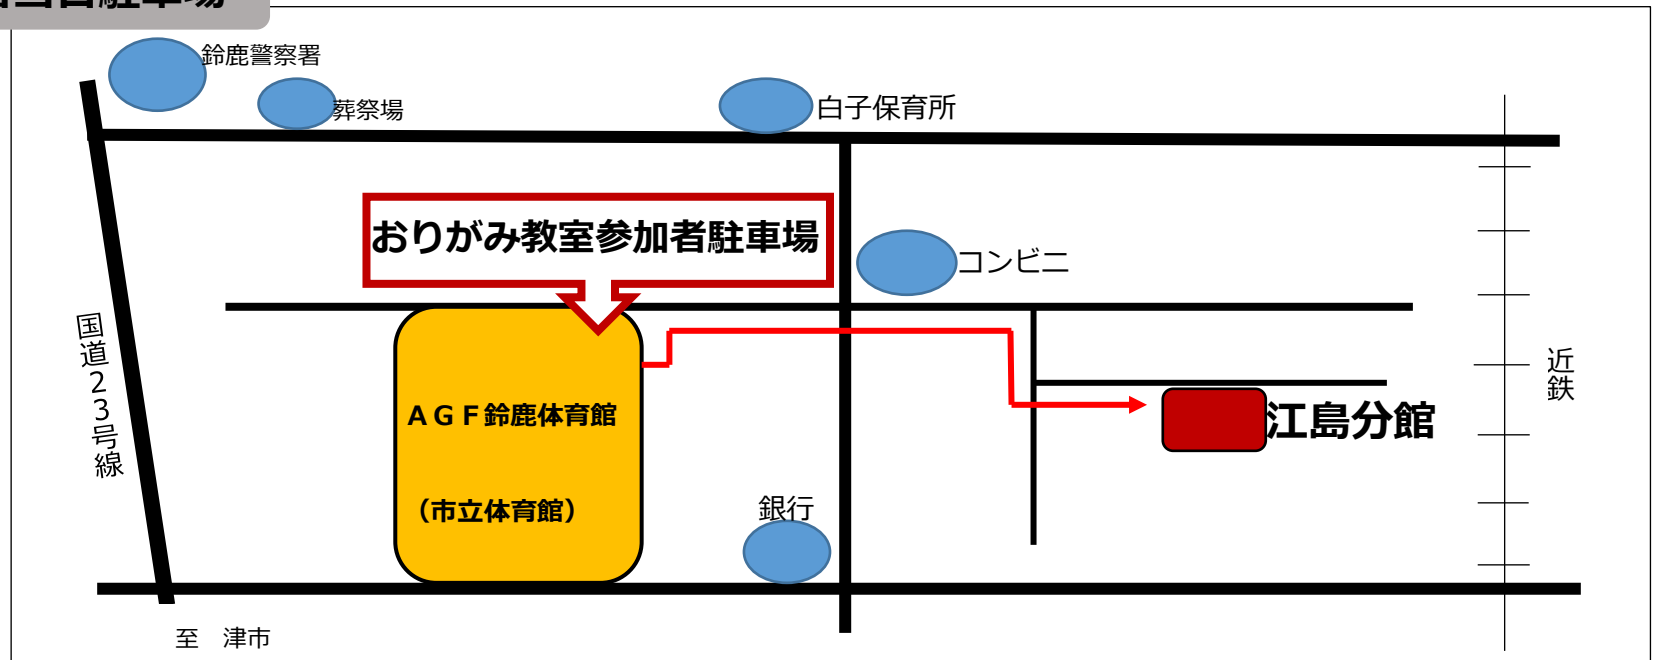 駐車場
鈴鹿警察署
葬祭場
白子保育所
おりがみ教室参加者駐車場
コンビニ
国道23号線
近鉄
ＡＧＦ鈴鹿体育館
江島分館
（市立体育館）
銀行
至　津市